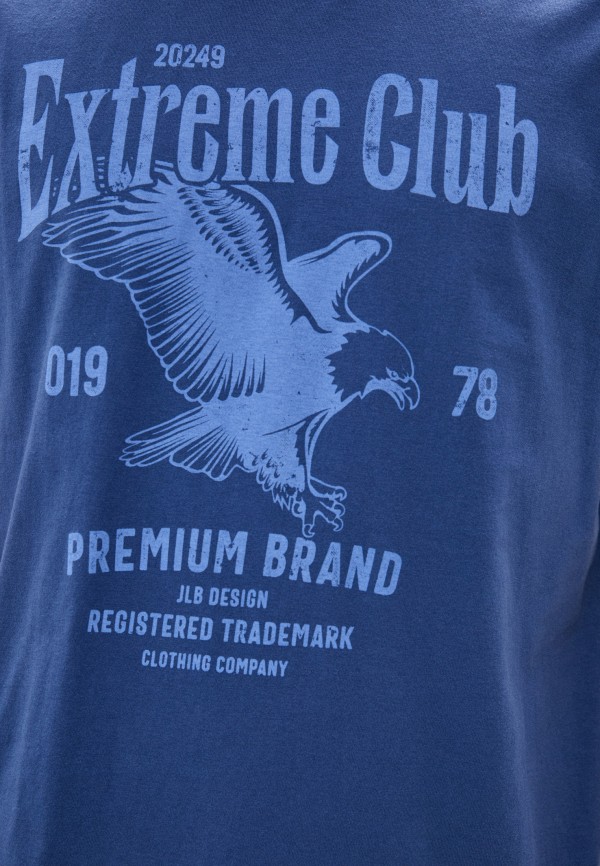 20249
Extreme Club
019
78
PREMIUM BRAND
JLB DESIGN
REGISTERED TRADEMARK
CLOTHING COMPANY